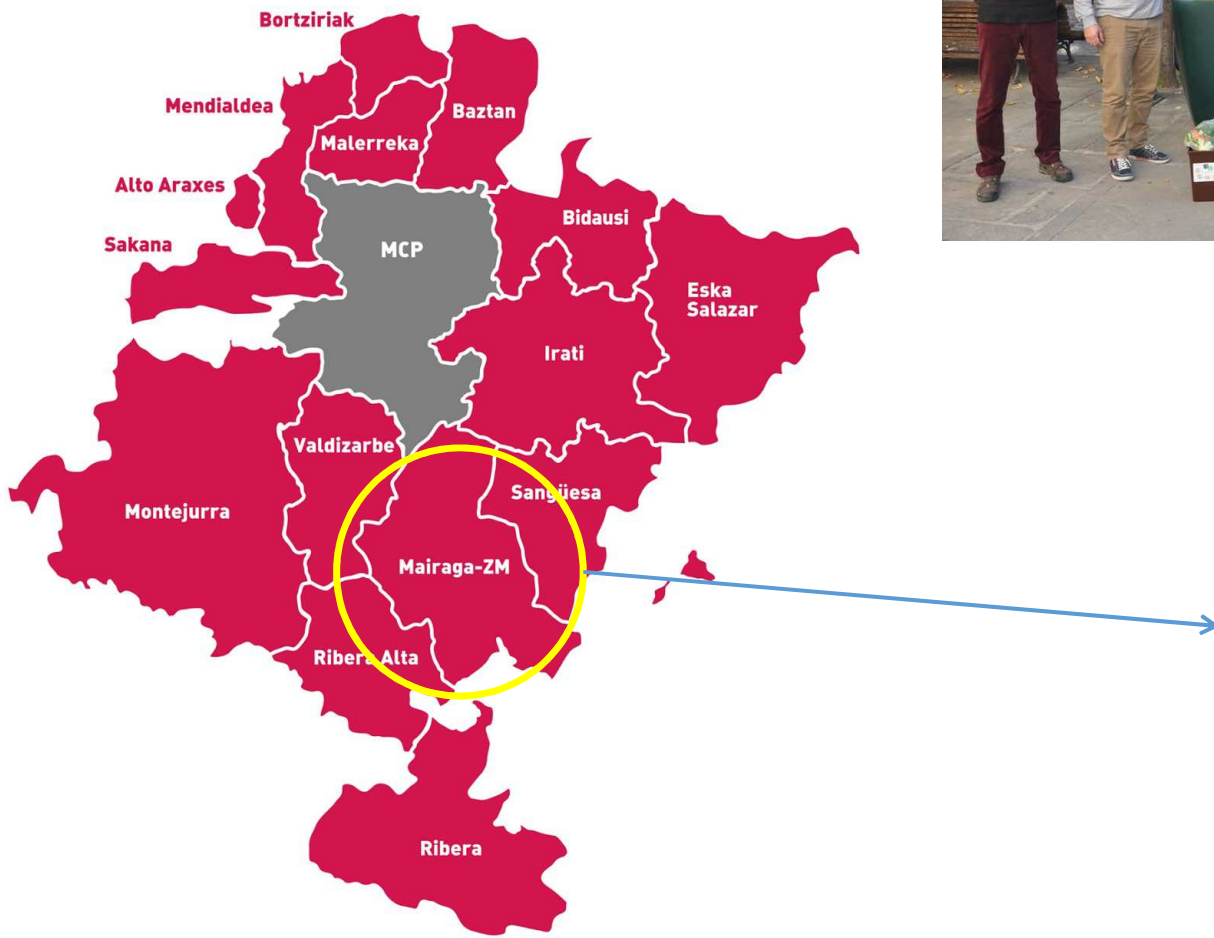 Bortziriak
Mendialdea
Baztan
Malerreka
Alto Araxes
Bidausi
Sakana
MCP
Eska
Salazar
Irati
Valdizarbe
Sangüesa
Montejurra
Mairaga-ZM
Ribera Alta
Ribera